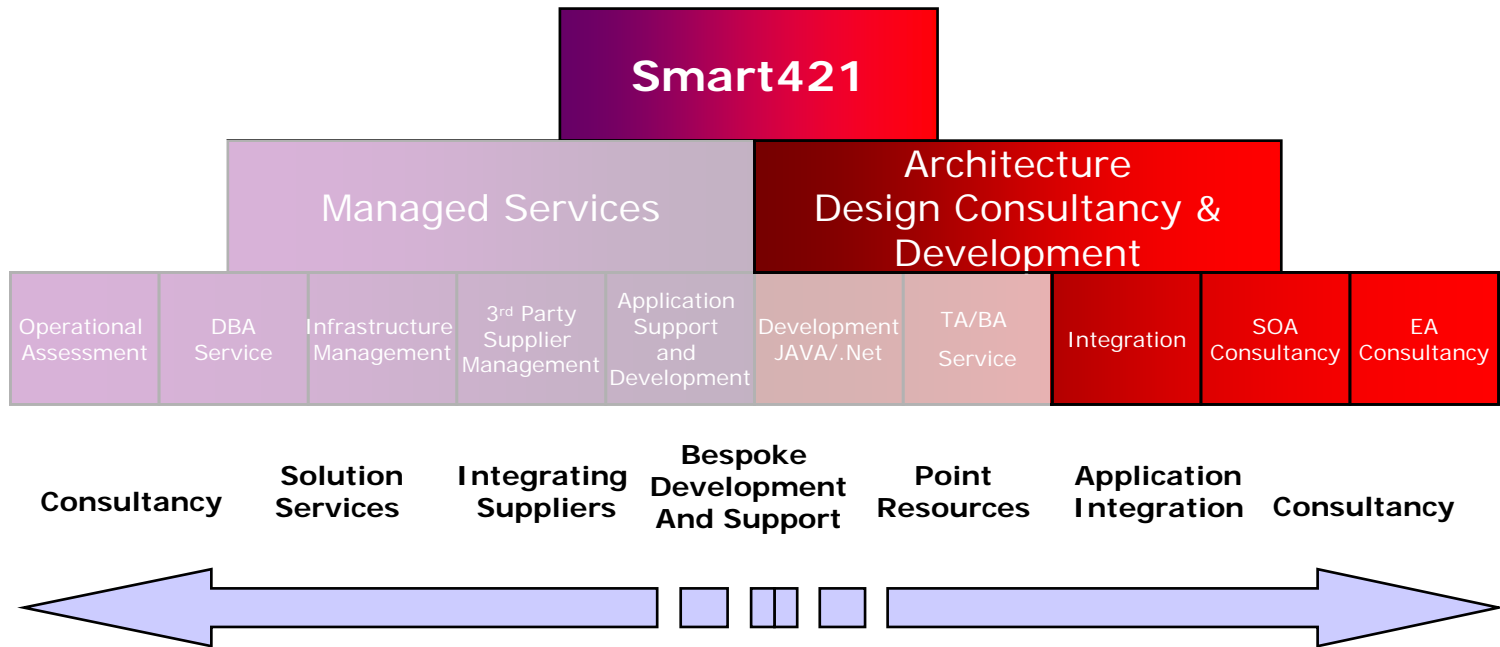 Smart421
Managed Services
Architecture
Design Consultancy &
Development
Operational
Assessment
DBA
Service
Infrastructure
Management
3rd Party
Supplier
Management
Application
Support
and
Development
Development
JAVA/.Net
TA/BA
Service
Integration
SOA
Consultancy
EA
Consultancy
Consultancy
Solution
Services
Integrating
Suppliers
Bespoke
Development
And Support
Point
Resources
Application
Integration
Consultancy